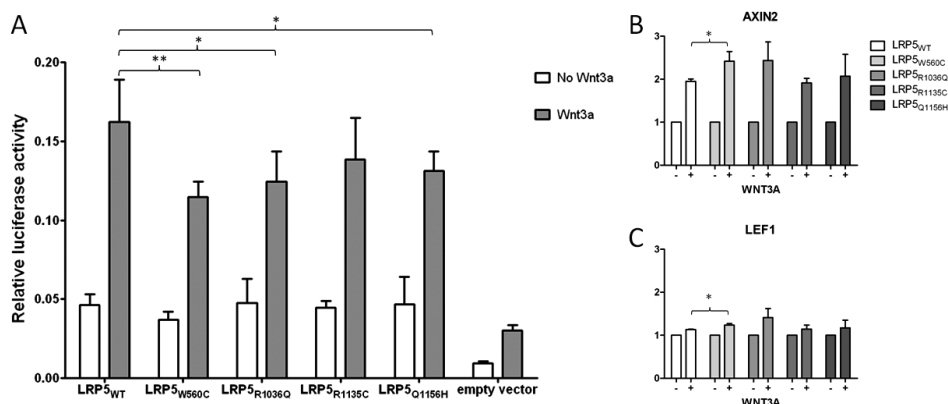 A
*
*
**
0.20
0.15
0.10
0.05
0.00
Relative luciferase activity
No Wnt3a
Wnt3a
LRP5WT LRP5W560C LRP5R1036Q LRP5R1135C LRP5Q1156H empty vector
B
AXIN2
3
2
1
0
*
- + - + - + - + - +
WNT3A
LRP5WT
LRP5W560C
LRP5R1036Q
LRP5R1135C
LRP5Q1156H
C
LEF1
3
2
1
0
*
- + - + - + - + - +
WNT3A